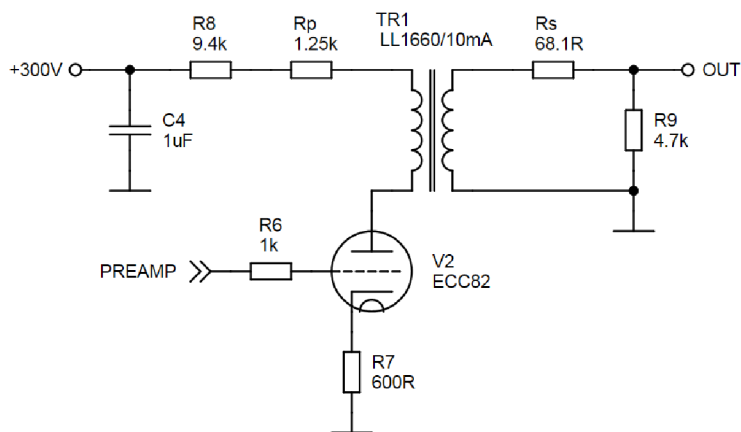 TR1
LL1660/10mA
R8
9.4k
Rp
1.25k
Rs
68.1R
+300V
OUT
C4
1uF
R9
4.7k
R6
1k
PREAMP
V2
ECC82
R7
600R